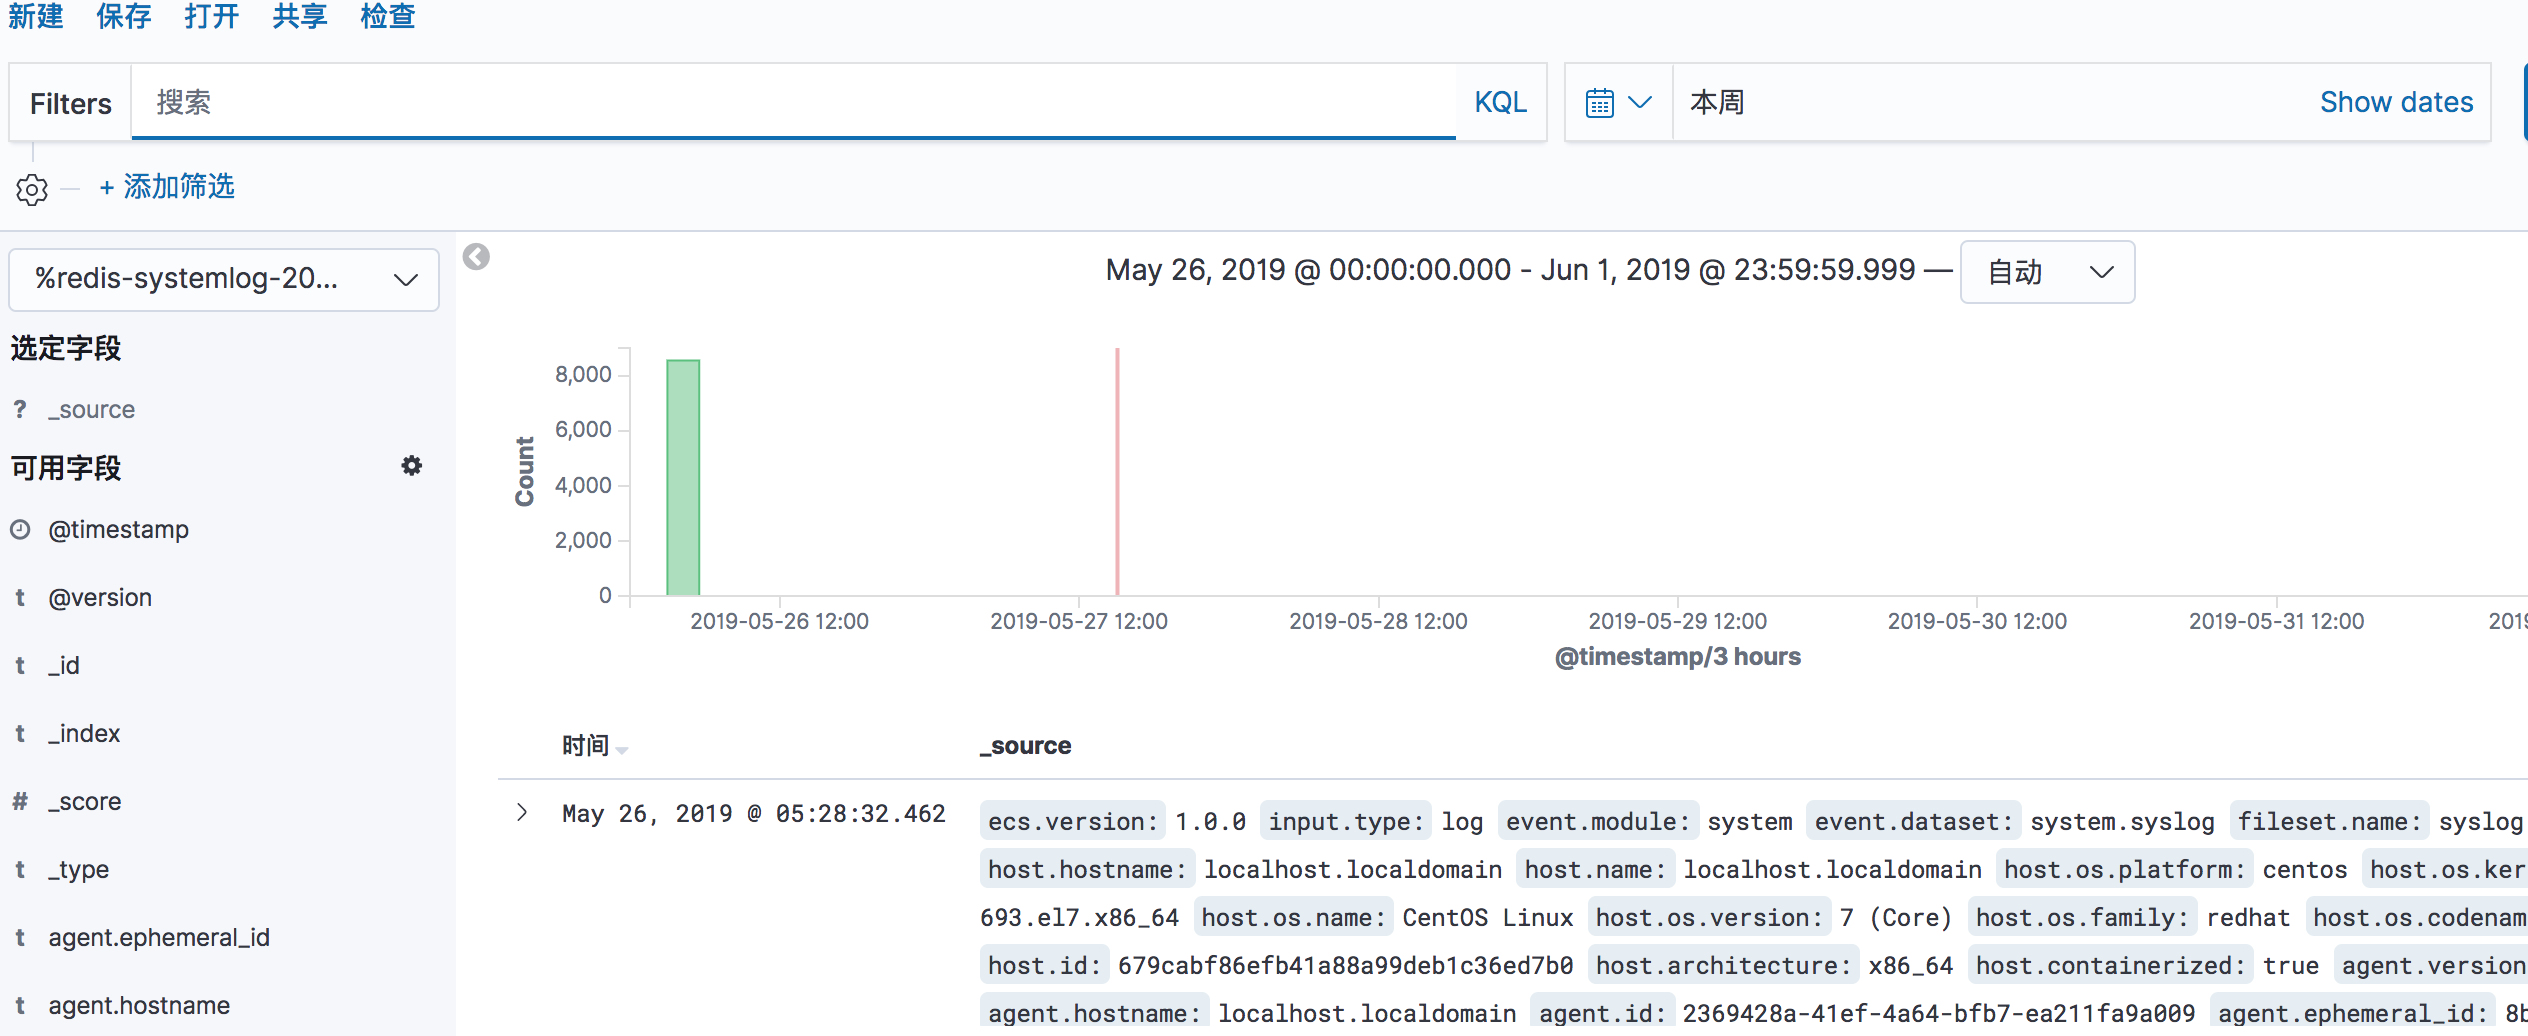 新建 保存 打开 共享 检查
Filters 搜索 KQL 本周 Show dates
+ 添加筛选
%redis-systemlog-20...
May 26, 2019 @ 00:00:00.000 - Jun 1, 2019 @ 23:59:59.999 — 自动
选定字段
? _source
可用字段
@timestamp
t @version
t _id
t _index
# _score
t _type
t agent.ephemeral_id
t agent.hostname
Count
8,000
6,000
4,000
2,000
0
2019-05-26 12:00 2019-05-27 12:00 2019-05-28 12:00 2019-05-29 12:00 2019-05-30 12:00 2019-05-31 12:00 2019
@timestamp/3 hours
时间 _source
May 26, 2019 @ 05:28:32.462 ecs.version: 1.0.0 input.type: log event.module: system event.dataset: system.syslog fileset.name: syslog
host.hostname: localhost.localdomain host.name: localhost.localdomain host.os.platform: centos host.os.ker
693.el7.x86_64 host.os.name: CentOS Linux host.os.version: 7 (Core) host.os.family: redhat host.os.codenam
host.id: 679cabf86efb41a88a99deb1c36ed7b0 host.architecture: x86_64 host.containerized: true agent.version
agent.hostname: localhost.localdomain agent.id: 2369428a-41ef-4a64-bfb7-ea211fa9a009 agent.ephemeral_id: 8b